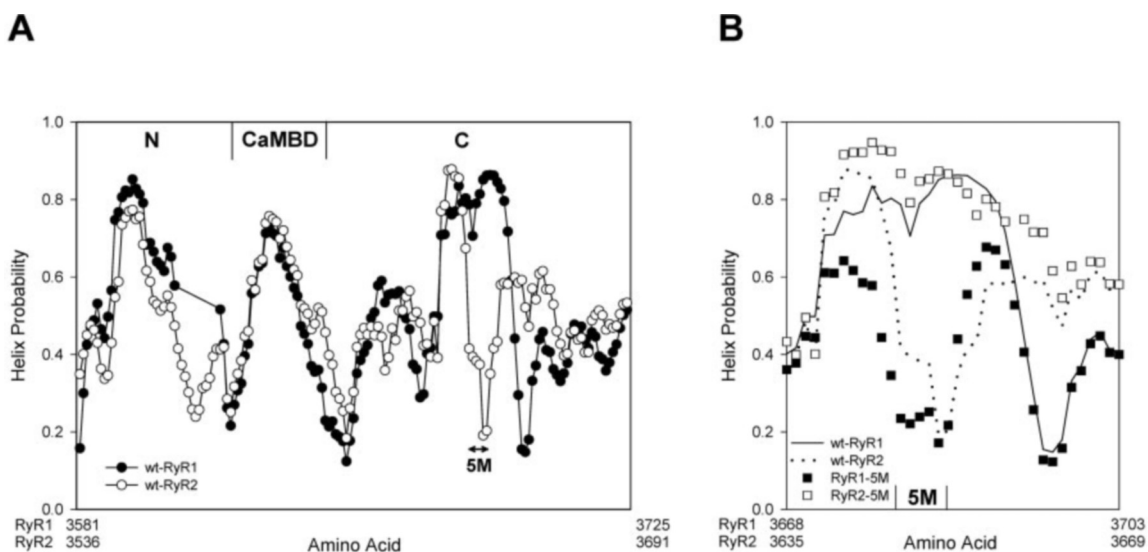 A
B
N
CaMBD
C
Helix Probability
1.0
0.8
0.6
0.4
0.2
0.0
5M
wt-RyR1
wt-RyR2
RyR1 3581 3725
RyR2 3536 Amino Acid 3691
Helix Probability
1.0
0.8
0.6
0.4
0.2
0.0
wt-RyR1
wt-RyR2
RyR1-5M
RyR2-5M
5M
RyR1 3668 3703
RyR2 3635 Amino Acid 3669